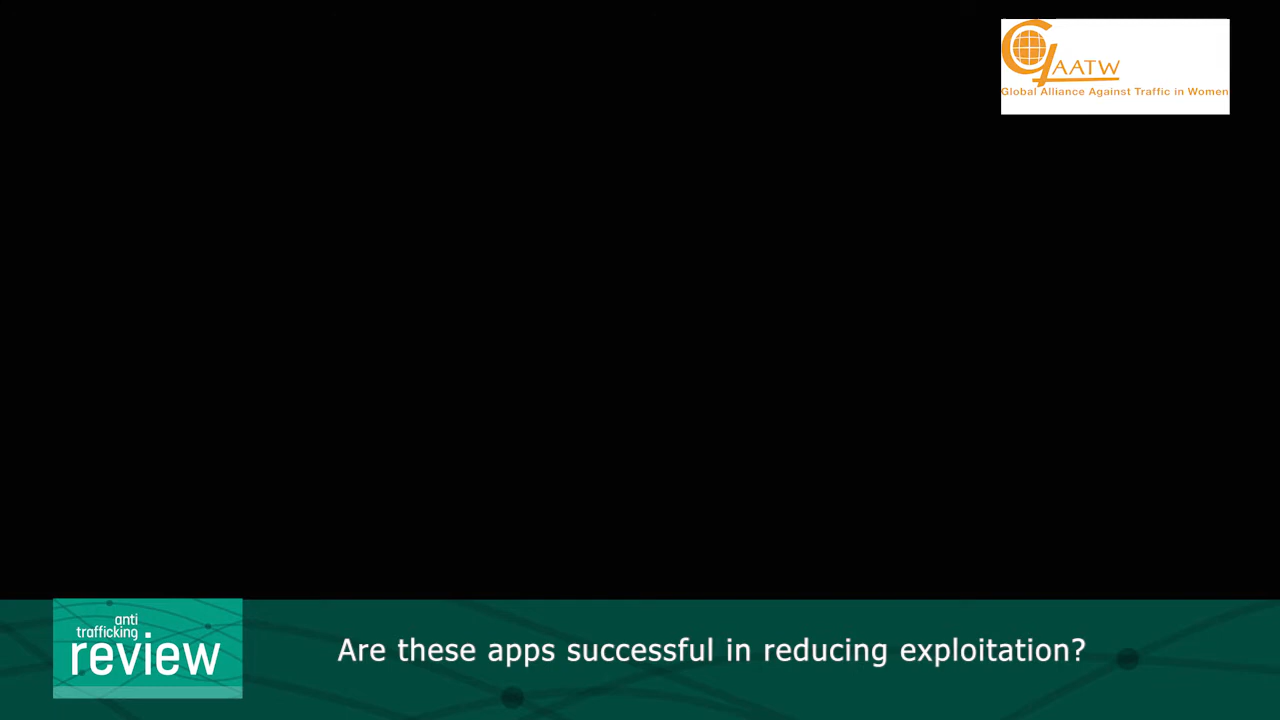 GAATW
Global Alliance Against Traffic in Women
anti
trafficking
review
Are these apps successful in reducing exploitation?